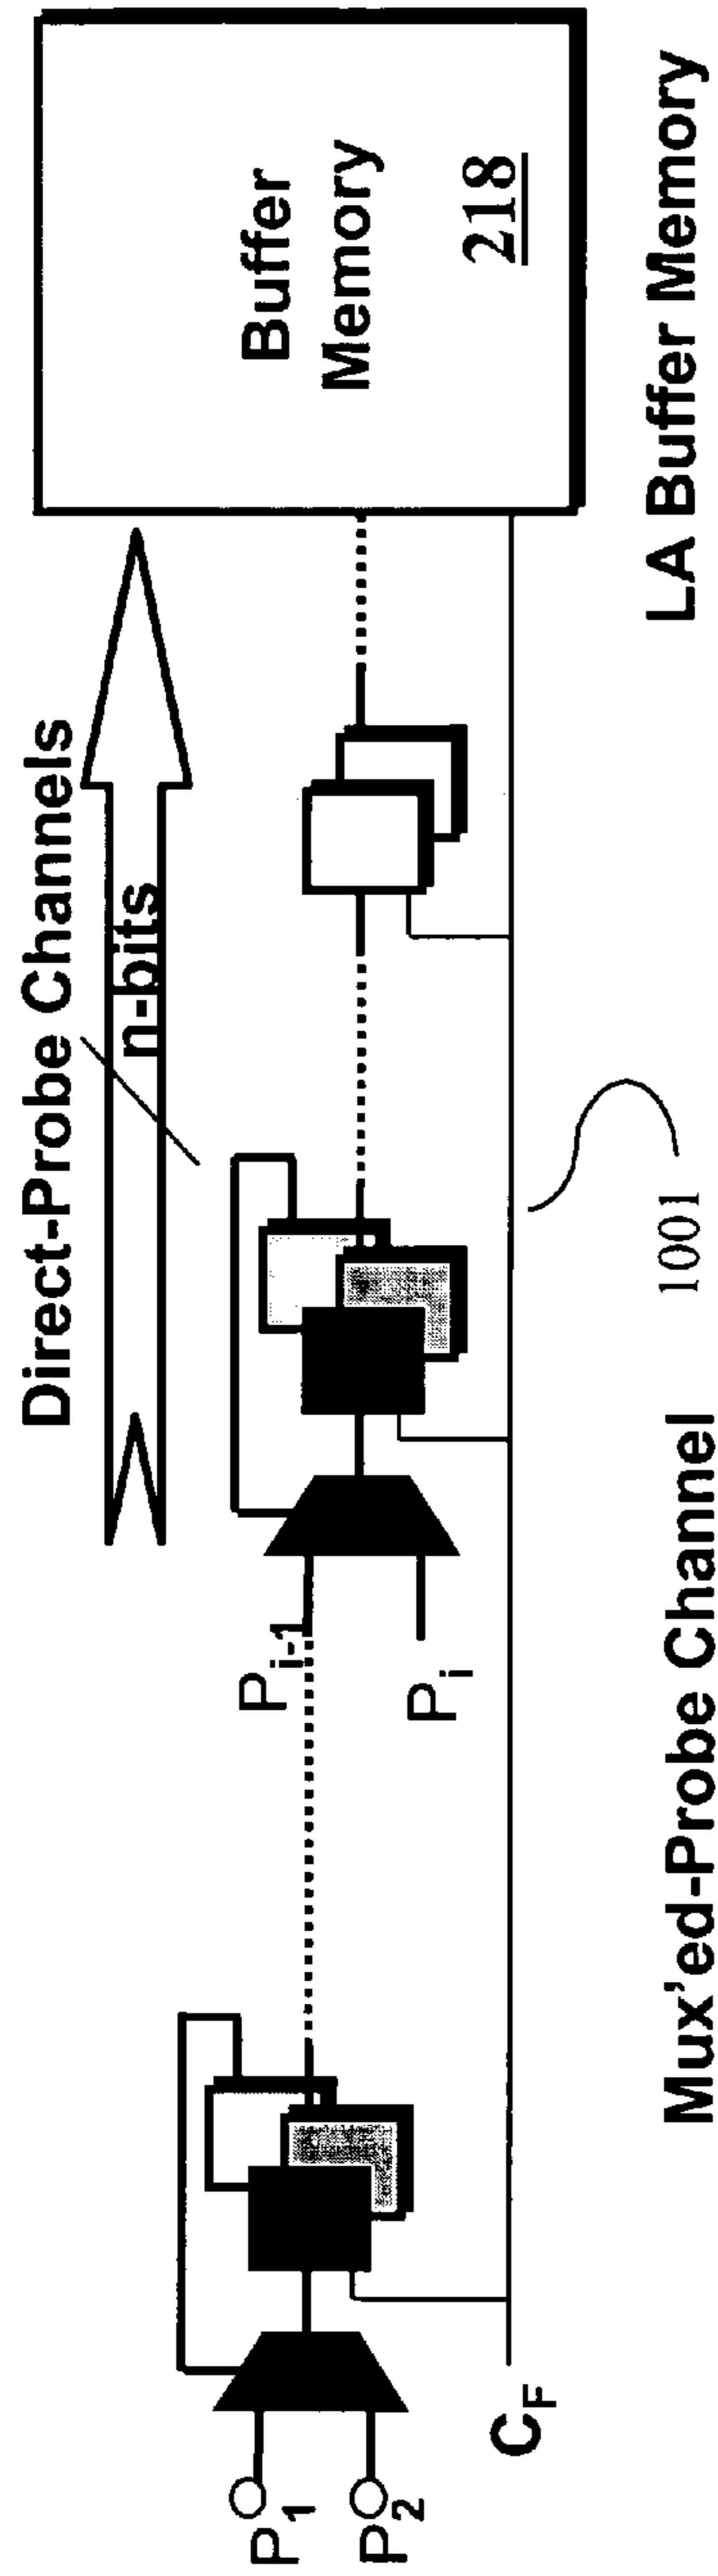 Direct-Probe Channels
n-bits
Buffer
Memory
218
P1
P2
Pi-1
Pi
CF
1001
Mux'ed-Probe Channel
LA Buffer Memory